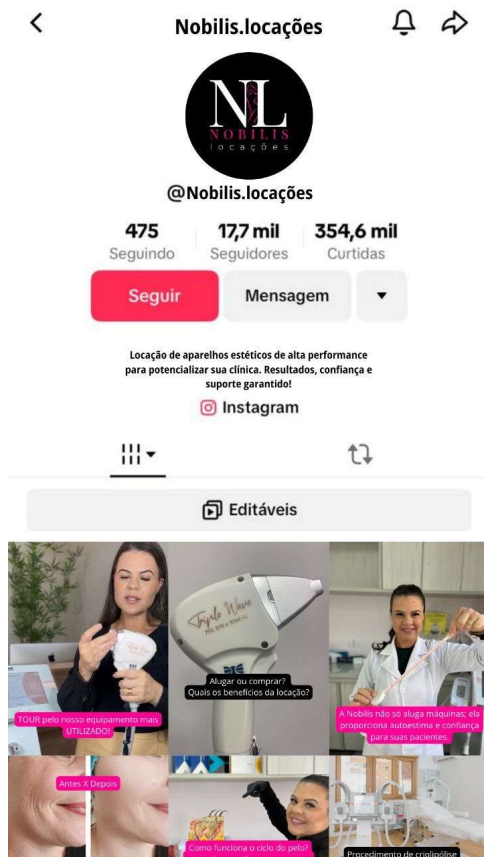 Nobilis.locações
NL
NOBILIS
locações
@Nobilis.locações
475
17,7 mil
354,6 mil
Seguindo
Seguidores
Curtidas
Seguir
Mensagem
Locação de aparelhos estéticos de alta performance
para potencializar sua clínica. Resultados, confiança e
suporte garantido!
Instagram
Editáveis
TOUR pelo nosso equipamento mais
UTILIZADO!
Triple Wave
Alugar ou comprar?
Quais os benefícios da locação?
A Nobilis não só aluga máquinas; ela
proporciona autoestima e confiança
para suas pacientes.
Antes X Depois
Como funciona o ciclo do pelo?
Procedimento de criolipólise